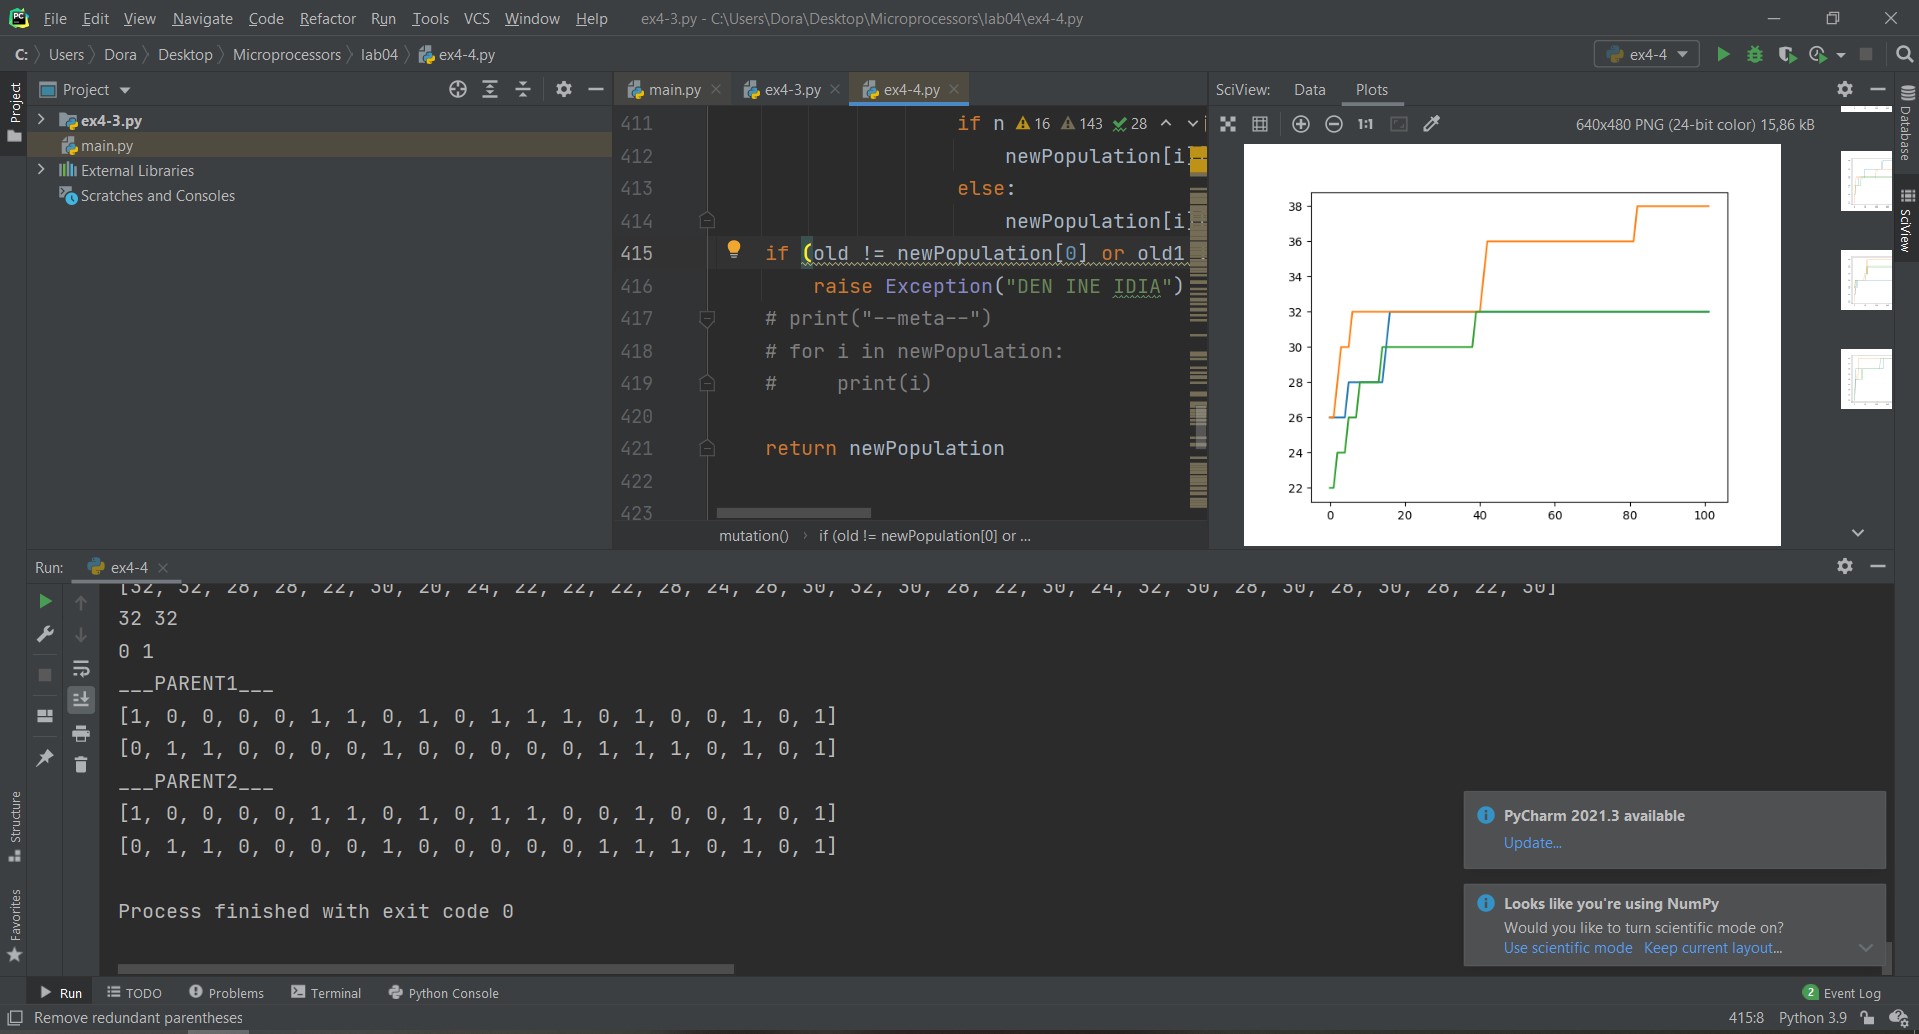 File Edit View Navigate Code Refactor Run Tools VCS Window Help ex4-3.py - C:\Users\Dora\Desktop\Microprocessors\lab04\ex4-4.py
C: Users Dora Desktop Microprocessors lab04 ex4-4.py
ex4-4
Project
Project
ex4-3.py
main.py
External Libraries
Scratches and Consoles
main.py ex4-3.py ex4-4.py
411 if n 16 143 28
412 newPopulation[i]
413 else:
414 newPopulation[i]
415 if (old != newPopulation[0] or old1
416 raise Exception("DEN INE IDIA")
417 # print("--meta--")
418 # for i in newPopulation:
419 #     print(i)
420
421 return newPopulation
422
423
mutation() if (old != newPopulation[0] or ...
SciView: Data Plots
1:1 640x480 PNG (24-bit color) 15,86 kB
38
36
34
32
30
28
26
24
22
0 20 40 60 80 100
Database
SciView
Run: ex4-4
[32, 32, 28, 28, 22, 30, 20, 24, 22, 22, 22, 28, 24, 26, 30, 32, 30, 28, 22, 30, 24, 32, 30, 28, 30, 28, 30, 28, 22, 30]
32 32
0 1
___PARENT1___
[1, 0, 0, 0, 0, 1, 1, 0, 1, 0, 1, 1, 1, 0, 1, 0, 0, 1, 0, 1]
[0, 1, 1, 0, 0, 0, 0, 1, 0, 0, 0, 0, 0, 1, 1, 1, 0, 1, 0, 1]
___PARENT2___
[1, 0, 0, 0, 0, 1, 1, 0, 1, 0, 1, 1, 0, 0, 1, 0, 0, 1, 0, 1]
[0, 1, 1, 0, 0, 0, 0, 1, 0, 0, 0, 0, 0, 1, 1, 1, 0, 1, 0, 1]
Process finished with exit code 0
Structure
Favorites
PyCharm 2021.3 available
Update...
Looks like you're using NumPy
Would you like to turn scientific mode on?
Use scientific mode Keep current layout...
Run TODO Problems Terminal Python Console 2 Event Log
Remove redundant parentheses 415:8 Python 3.9